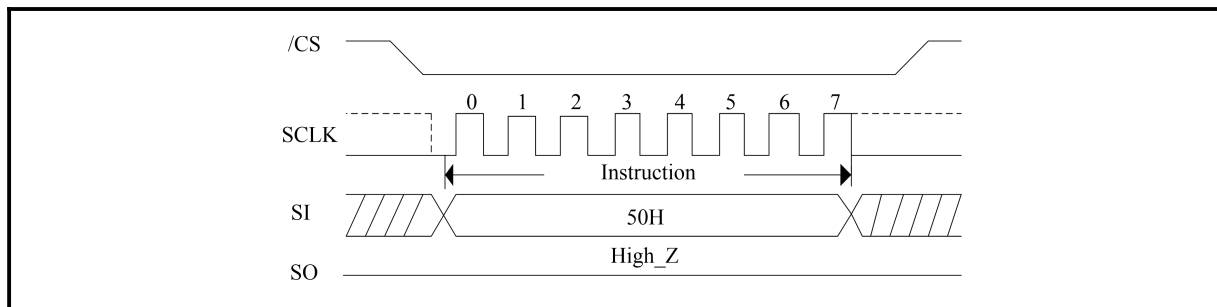 /CS
0 1 2 3 4 5 6 7
SCLK
Instruction
SI
50H
High_Z
SO